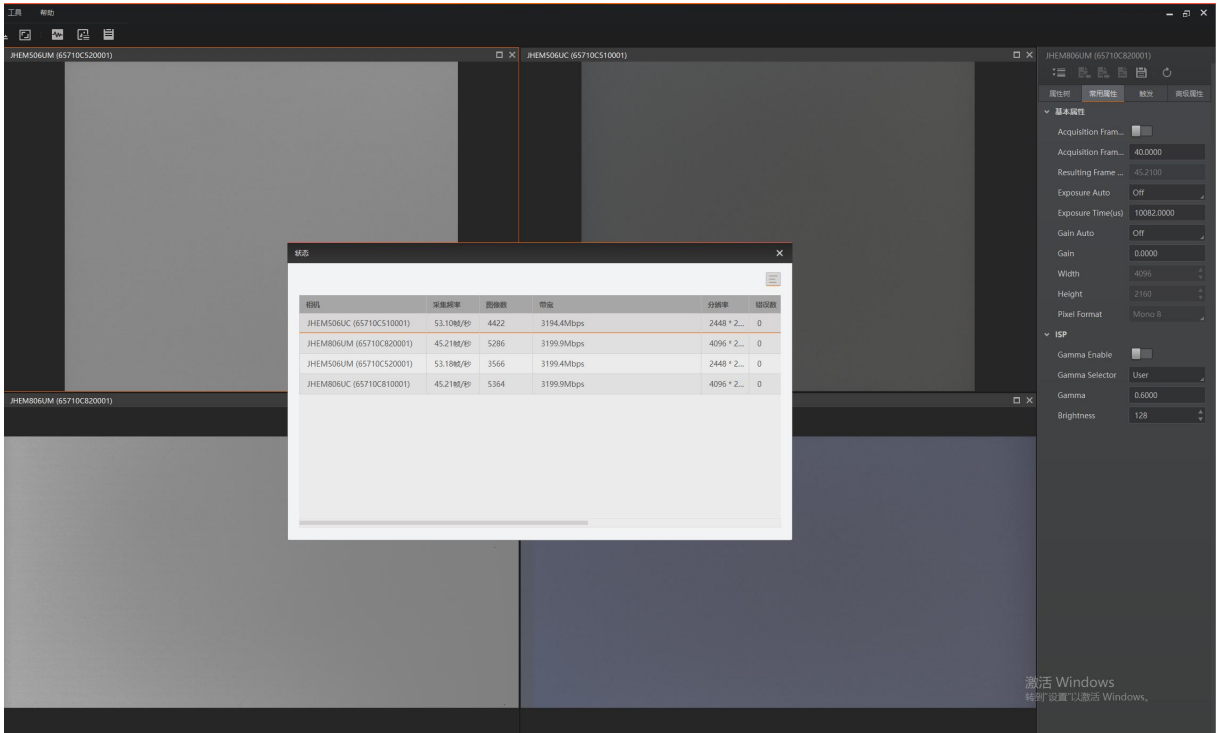 工具 帮助
JHEM506UM (65710C520001)
JHEM506UC (65710C510001)
JHEM806UM (65710C820001)
属性树 常用属性 触发 高级属性
基本属性
Acquisition Fram...
Acquisition Fram... 40.0000
Resulting Frame ... 45.2100
Exposure Auto Off
Exposure Time(us) 10082.0000
Gain Auto Off
Gain 0.0000
Width 4096
Height 2160
Pixel Format Mono 8
ISP
Gamma Enable
Gamma Selector User
Gamma 0.6000
Brightness 128
状态
相机 采集频率 图像数 带宽 分辨率 错误数
JHEM506UC (65710C510001) 53.10帧/秒 4422 3194.4Mbps 2448 * 2... 0
JHEM806UM (65710C820001) 45.21帧/秒 5286 3199.9Mbps 4096 * 2... 0
JHEM506UM (65710C520001) 53.18帧/秒 3566 3199.4Mbps 2448 * 2... 0
JHEM806UC (65710C810001) 45.21帧/秒 5364 3199.9Mbps 4096 * 2... 0
JHEM806UM (65710C820001)
激活 Windows
转到"设置"以激活 Windows。